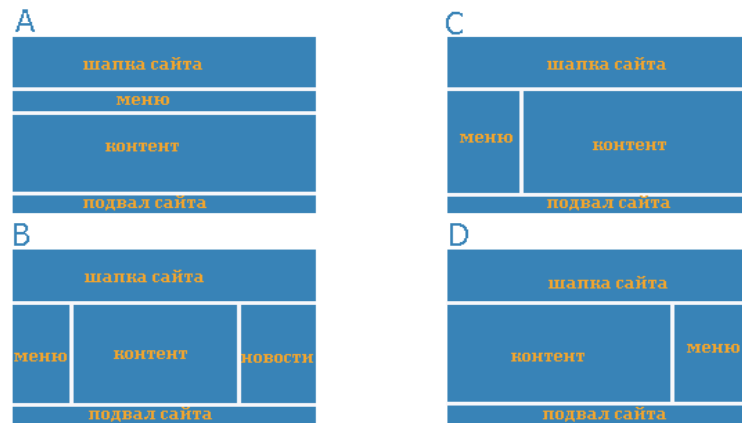 A
шапка сайта
меню
контент
подвал сайта
B
шапка сайта
меню
контент
новости
подвал сайта
C
шапка сайта
меню
контент
подвал сайта
D
шапка сайта
контент
меню
подвал сайта